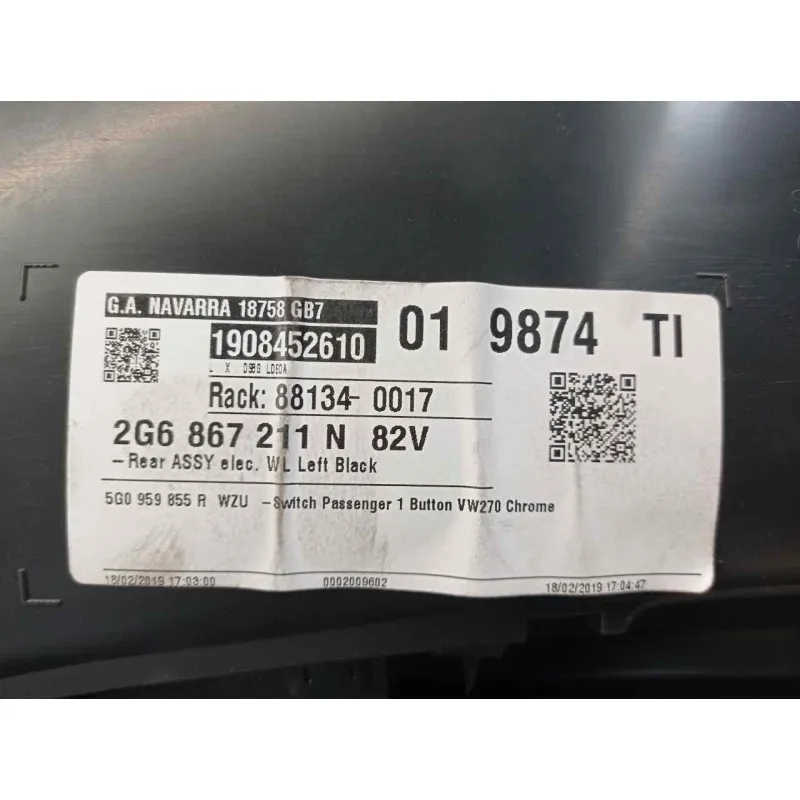 G.A. NAVARRA 18758 GB7
1908452610
01 9874 TI
L X DSBG LDEDA
Rack: 88134- 0017
2G6 867 211 N 82V
-Rear ASSY elec. WL Left Black
5G0 959 855 R WZU -Switch Passenger 1 Button VW270 Chrome
18/02/2019 17:03:00 0002009602 18/02/2019 17:04:47